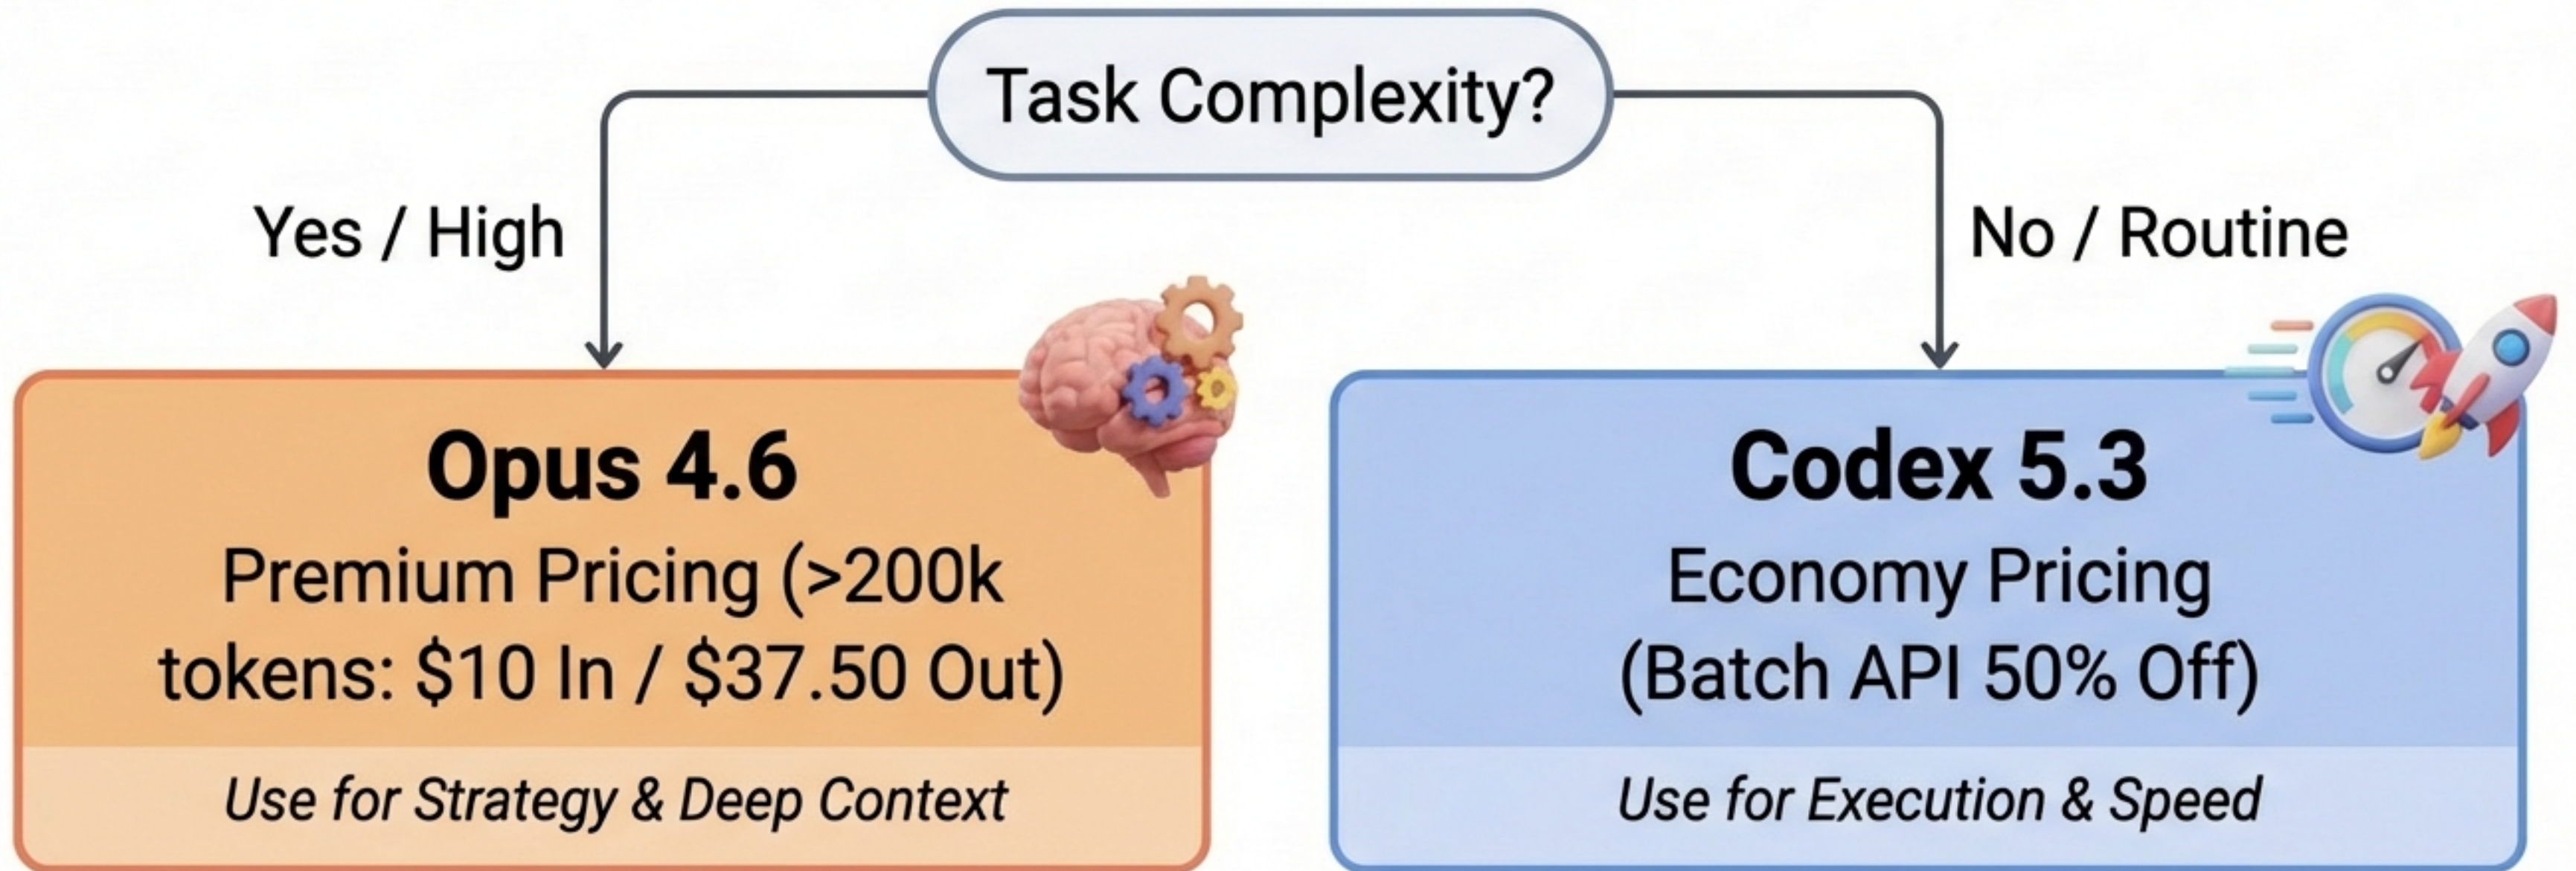 Task Complexity?
Yes / High
No / Routine
Opus 4.6
Premium Pricing (>200k
tokens: $10 In / $37.50 Out)
Use for Strategy & Deep Context
Codex 5.3
Economy Pricing
(Batch API 50% Off)
Use for Execution & Speed